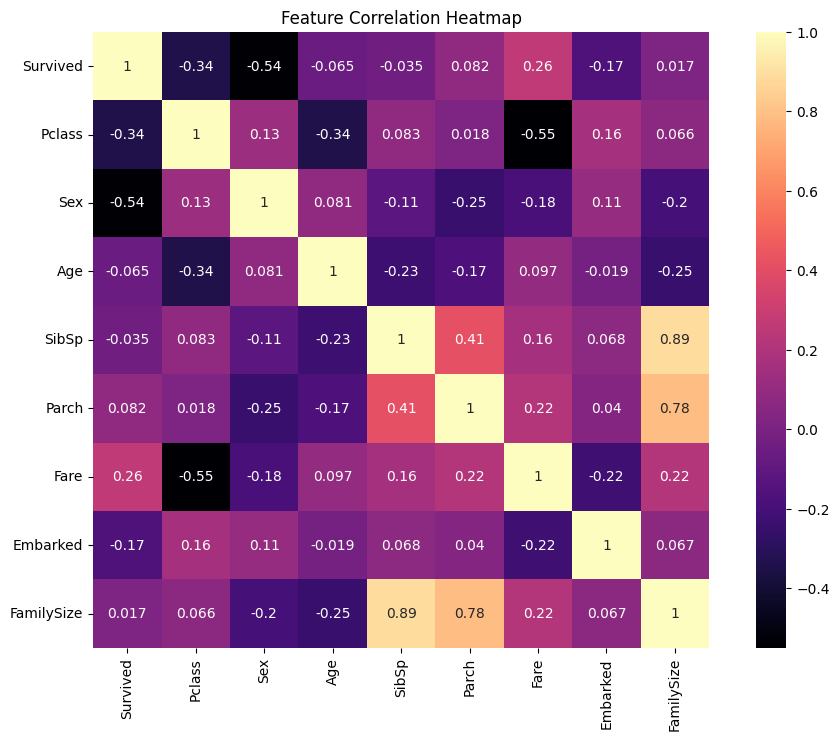 Feature Correlation Heatmap
Survived 1 -0.34 -0.54 -0.065 -0.035 0.082 0.26 -0.17 0.017
Pclass -0.34 1 0.13 -0.34 0.083 0.018 -0.55 0.16 0.066
Sex -0.54 0.13 1 0.081 -0.11 -0.25 -0.18 0.11 -0.2
Age -0.065 -0.34 0.081 1 -0.23 -0.17 0.097 -0.019 -0.25
SibSp -0.035 0.083 -0.11 -0.23 1 0.41 0.16 0.068 0.89
Parch 0.082 0.018 -0.25 -0.17 0.41 1 0.22 0.04 0.78
Fare 0.26 -0.55 -0.18 0.097 0.16 0.22 1 -0.22 0.22
Embarked -0.17 0.16 0.11 -0.019 0.068 0.04 -0.22 1 0.067
FamilySize 0.017 0.066 -0.2 -0.25 0.89 0.78 0.22 0.067 1
Survived Pclass Sex Age SibSp Parch Fare Embarked FamilySize
1.0
0.8
0.6
0.4
0.2
0.0
-0.2
-0.4